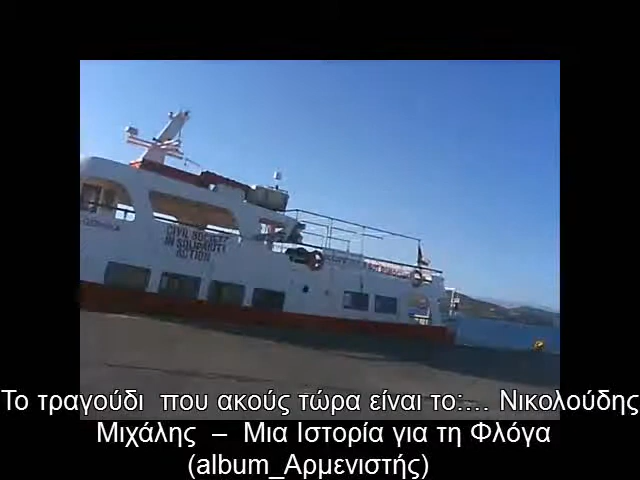 CIVIL SOCIETY
IN SOLIDARITY
ACTION
Το τραγούδι που ακούς τώρα είναι το:… Νικολούδης
Μιχάλης – Μια Ιστορία για τη Φλόγα
(album_Αρμενιστής)